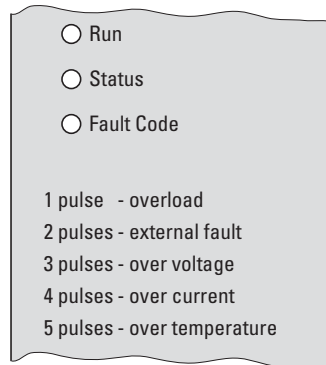 Run
Status
Fault Code
1 pulse - overload
2 pulses - external fault
3 pulses - over voltage
4 pulses - over current
5 pulses - over temperature